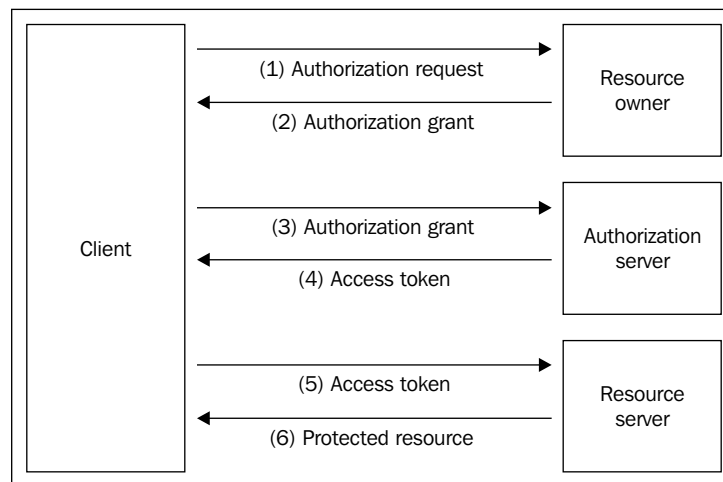 (1) Authorization request
Resource
owner
(2) Authorization grant
Client
(3) Authorization grant
Authorization
server
(4) Access token
(5) Access token
Resource
server
(6) Protected resource